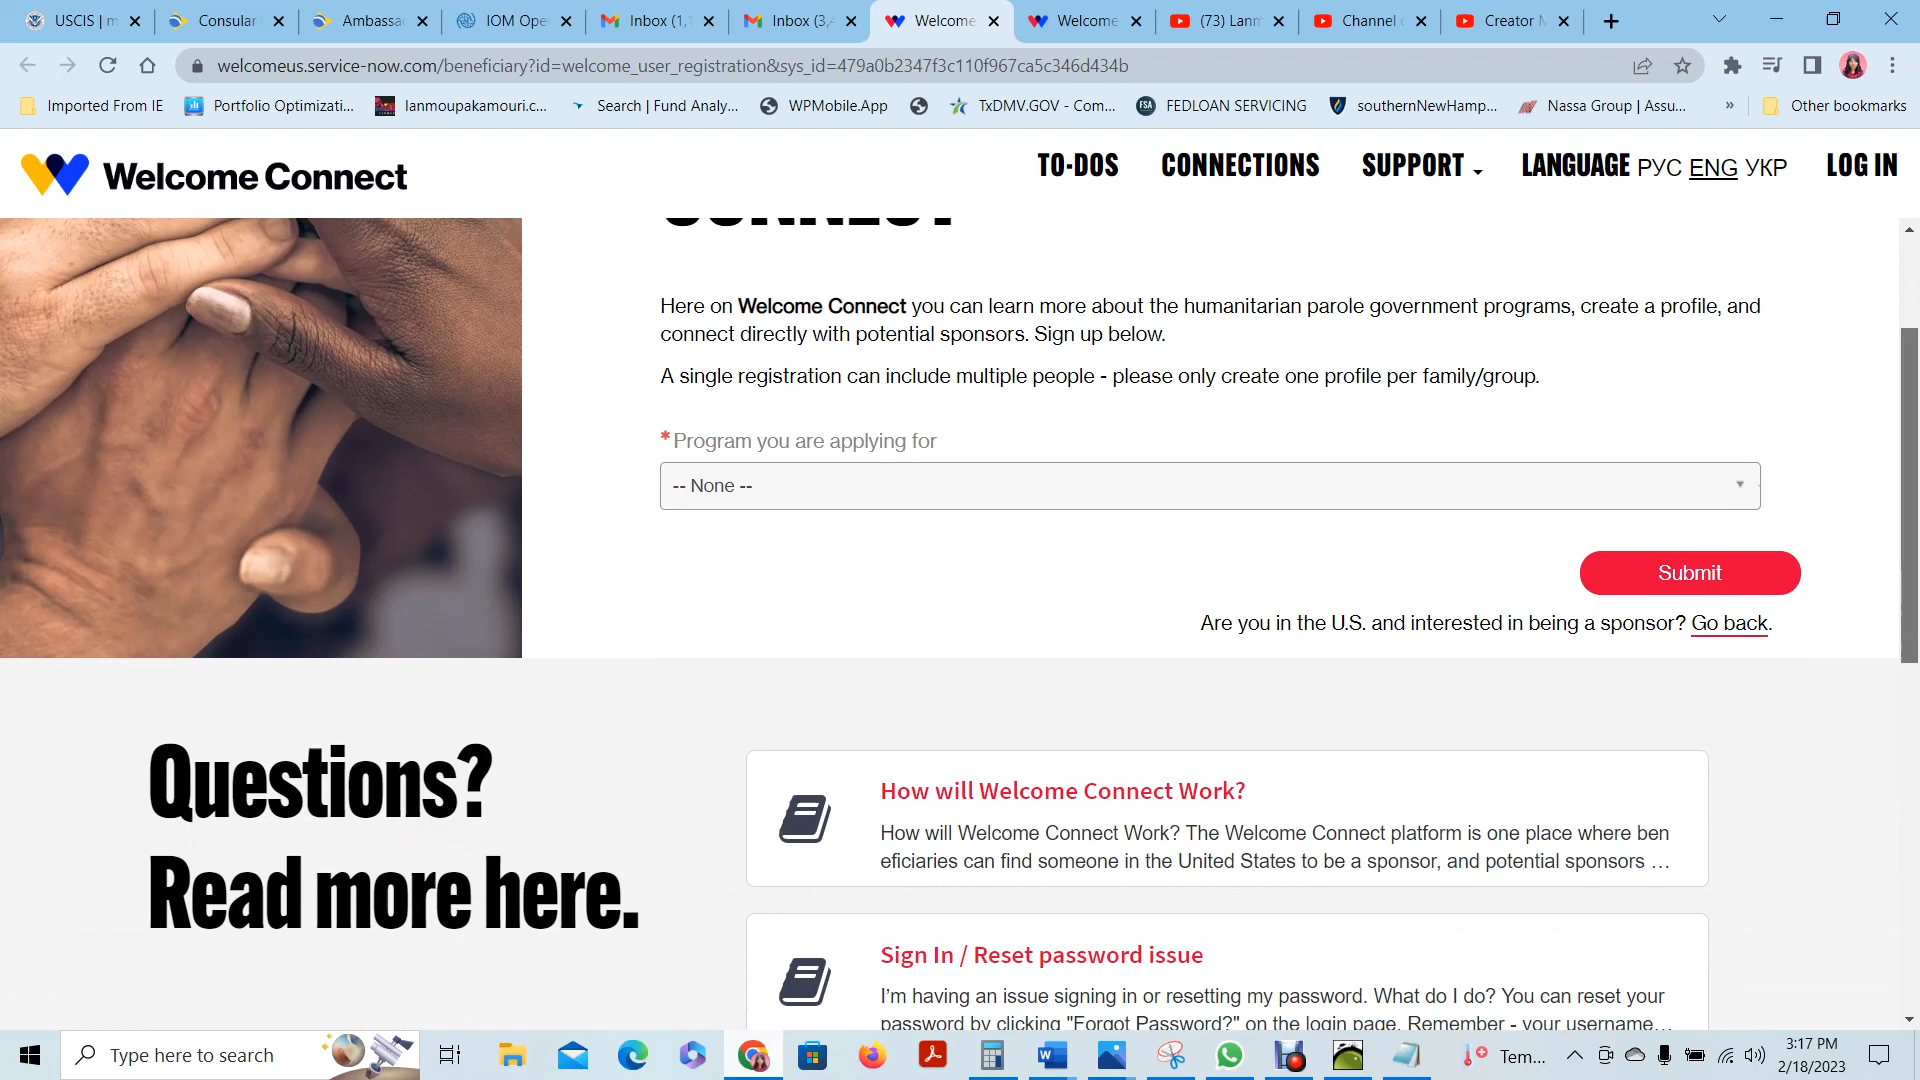 USCIS | m
Consular
Ambassa
IOM Ope
Inbox (1,
Inbox (3,4
Welcome
Welcome
(73) Lanm
Channel
Creator
welcomeus.service-now.com/beneficiary?id=welcome_user_registration&sys_id=479a0b2347f3c110f967ca5c346d434b
Imported From IE
Portfolio Optimizati...
lanmoupakamouri.c...
Search | Fund Analy...
WPMobile.App
TxDMV.GOV - Com...
FSA
FEDLOAN SERVICING
southernNewHamp...
Nassa Group | Assu...
»
Other bookmarks
Welcome Connect
TO-DOS
CONNECTIONS
SUPPORT
LANGUAGE РУС ENG УКР
LOG IN
CONNECT
Here on Welcome Connect you can learn more about the humanitarian parole government programs, create a profile, and
connect directly with potential sponsors. Sign up below.
A single registration can include multiple people - please only create one profile per family/group.
* Program you are applying for
-- None --
Submit
Are you in the U.S. and interested in being a sponsor? Go back.
Questions?
Read more here.
How will Welcome Connect Work?
How will Welcome Connect Work? The Welcome Connect platform is one place where ben
eficiaries can find someone in the United States to be a sponsor, and potential sponsors ...
Sign In / Reset password issue
I'm having an issue signing in or resetting my password. What do I do? You can reset your
password by clicking "Forgot Password?" on the login page. Remember - your username...
Type here to search
Tem...
3:17 PM
2/18/2023